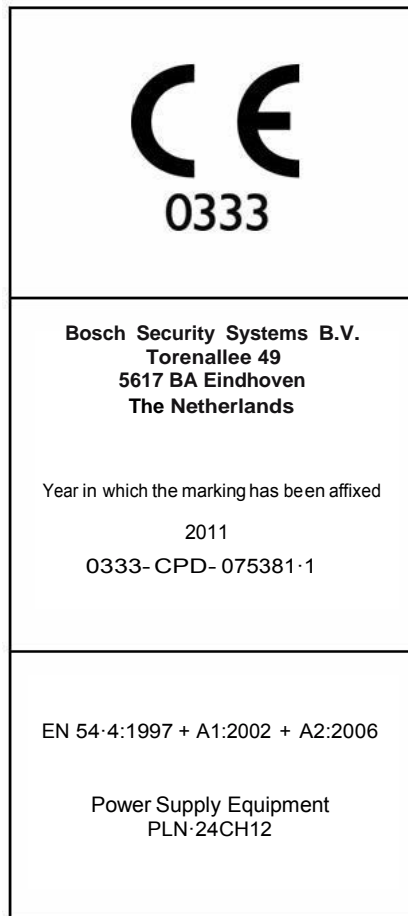 CE
0333
Bosch Security Systems B.V.
Torenallee 49
5617 BA Eindhoven
The Netherlands
Year in which the marking has been affixed
2011
0333-CPD-075381·1
EN 54·4:1997 + A1:2002 + A2:2006
Power Supply Equipment
PLN·24CH12